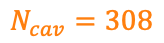 N_cav = 308